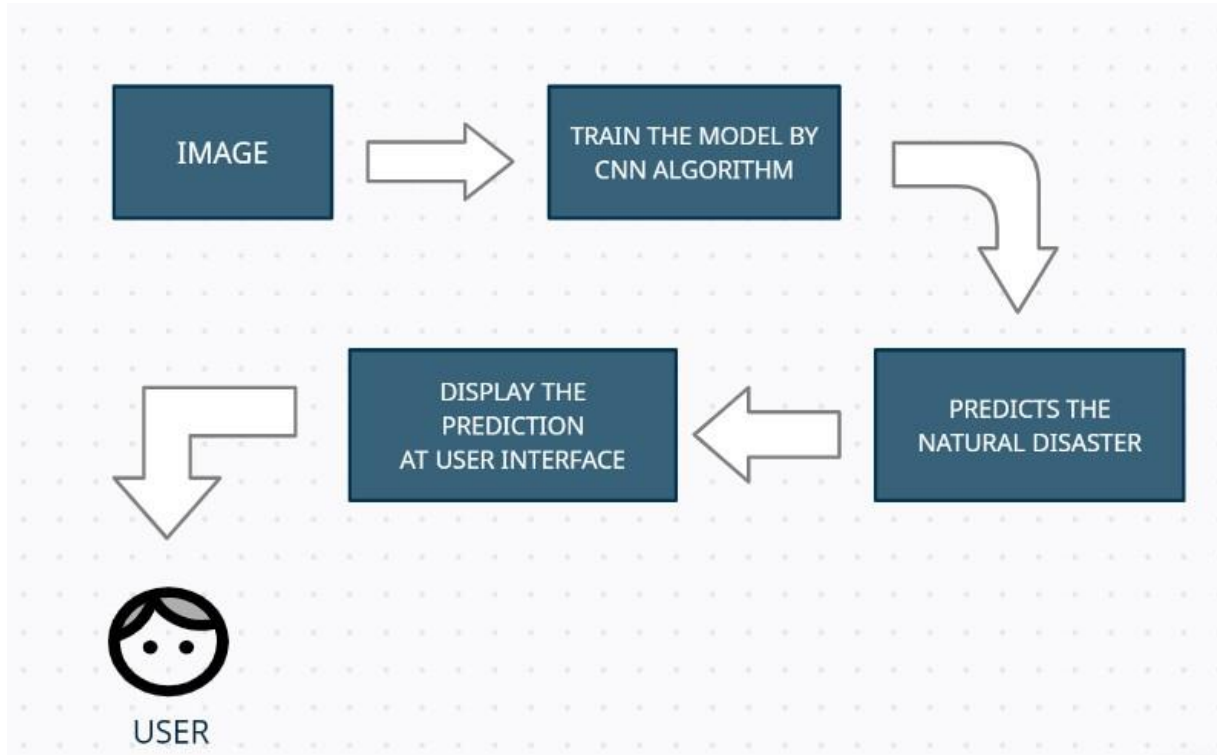 IMAGE
TRAIN THE MODEL BY
CNN ALGORITHM
PREDICTS THE
NATURAL DISASTER
DISPLAY THE
PREDICTION
AT USER INTERFACE
USER